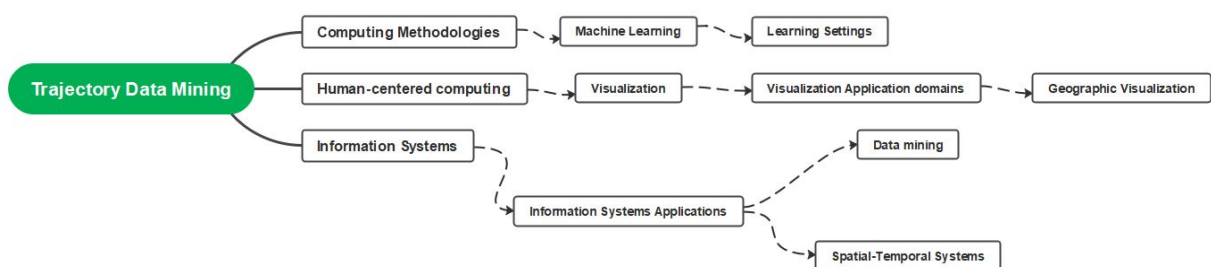 Computing Methodologies
Machine Learning
Learning Settings
Trajectory Data Mining
Human-centered computing
Visualization
Visualization Application domains
Geographic Visualization
Information Systems
Data mining
Information Systems Applications
Spatial-Temporal Systems